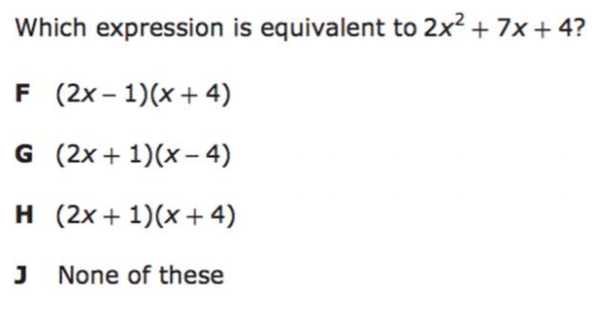 Which expression is equivalent to 2x² + 7x + 4?
F (2x – 1)(x + 4)
G (2x + 1)(x – 4)
H (2x + 1)(x + 4)
J None of these